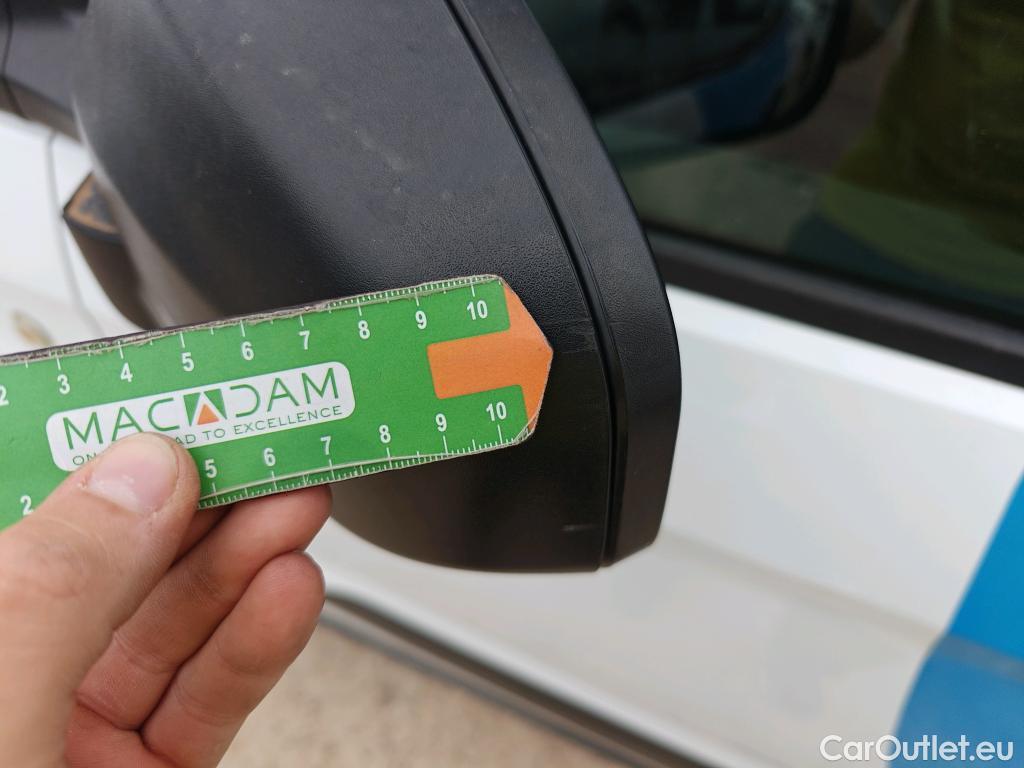 2 3 4 5 6 7 8 9 10
MACADAM
ON AD TO EXCELLENCE
2 5 6 7 8 9 10
CarOutlet.eu